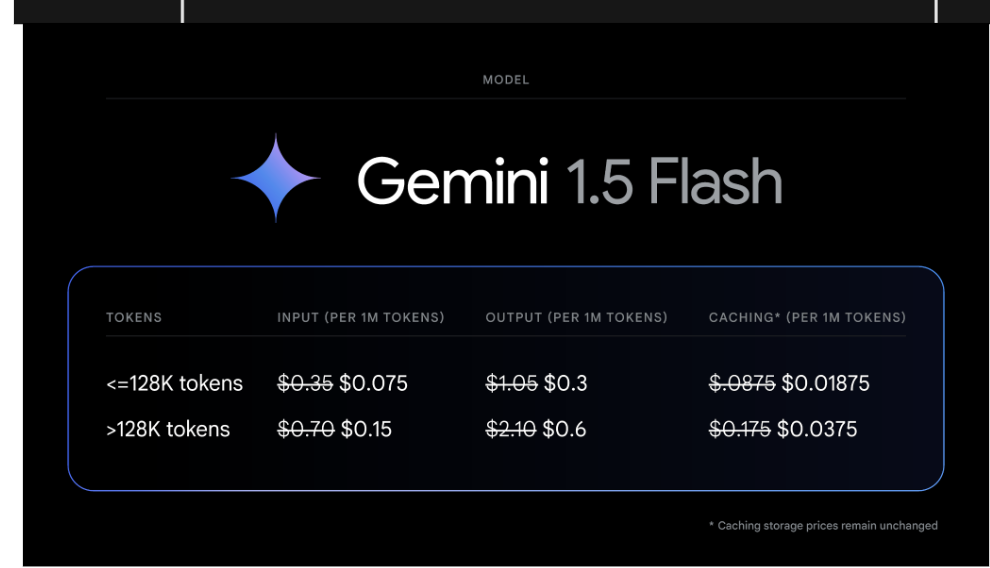 MODEL
Gemini 1.5 Flash
TOKENS INPUT (PER 1M TOKENS) OUTPUT (PER 1M TOKENS) CACHING* (PER 1M TOKENS)
<=128K tokens $0.35 $0.075 $1.05 $0.3 $.0875 $0.01875
>128K tokens $0.70 $0.15 $2.10 $0.6 $0.175 $0.0375
* Caching storage prices remain unchanged